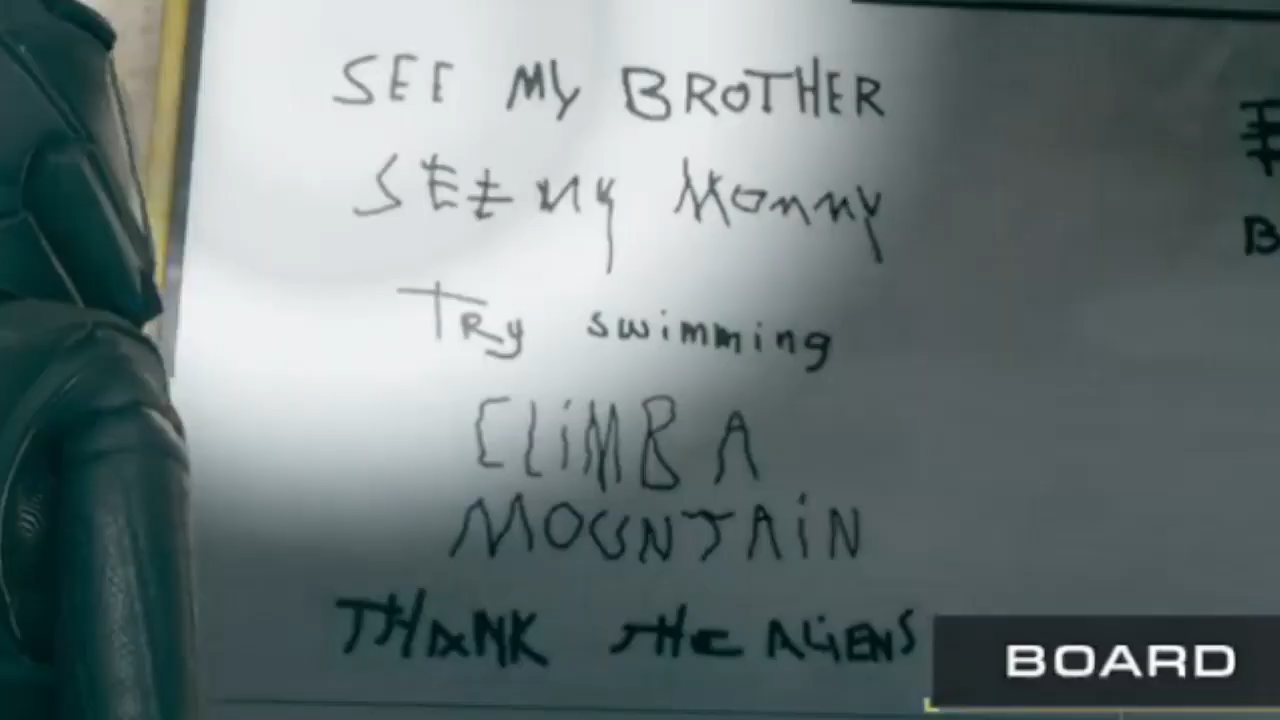 SEE MY BROTHER
SEE MY MOMMY
TRy swimming
CLiMB A
MOUNTAiN
THANK THE ALiENS
B
BOARD